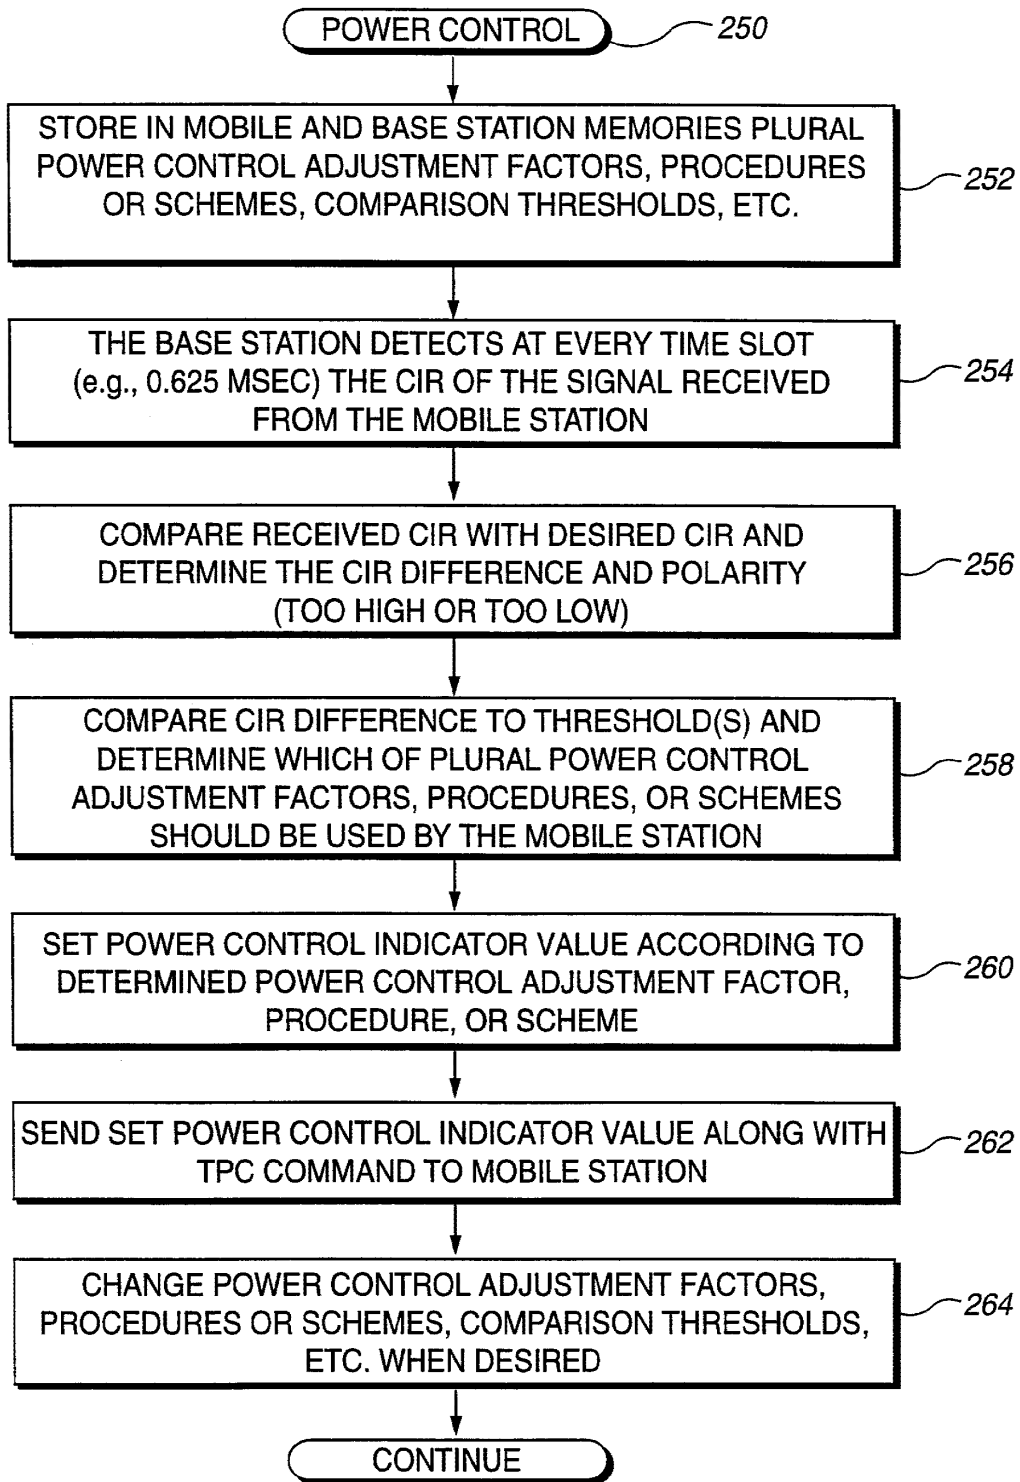 POWER CONTROL
250
STORE IN MOBILE AND BASE STATION MEMORIES PLURAL
POWER CONTROL ADJUSTMENT FACTORS, PROCEDURES
OR SCHEMES, COMPARISON THRESHOLDS, ETC.
252
THE BASE STATION DETECTS AT EVERY TIME SLOT
(e.g., 0.625 MSEC) THE CIR OF THE SIGNAL RECEIVED
FROM THE MOBILE STATION
254
COMPARE RECEIVED CIR WITH DESIRED CIR AND
DETERMINE THE CIR DIFFERENCE AND POLARITY
(TOO HIGH OR TOO LOW)
256
COMPARE CIR DIFFERENCE TO THRESHOLD(S) AND
DETERMINE WHICH OF PLURAL POWER CONTROL
ADJUSTMENT FACTORS, PROCEDURES, OR SCHEMES
SHOULD BE USED BY THE MOBILE STATION
258
SET POWER CONTROL INDICATOR VALUE ACCORDING TO
DETERMINED POWER CONTROL ADJUSTMENT FACTOR,
PROCEDURE, OR SCHEME
260
SEND SET POWER CONTROL INDICATOR VALUE ALONG WITH
TPC COMMAND TO MOBILE STATION
262
CHANGE POWER CONTROL ADJUSTMENT FACTORS,
PROCEDURES OR SCHEMES, COMPARISON THRESHOLDS,
ETC. WHEN DESIRED
264
CONTINUE